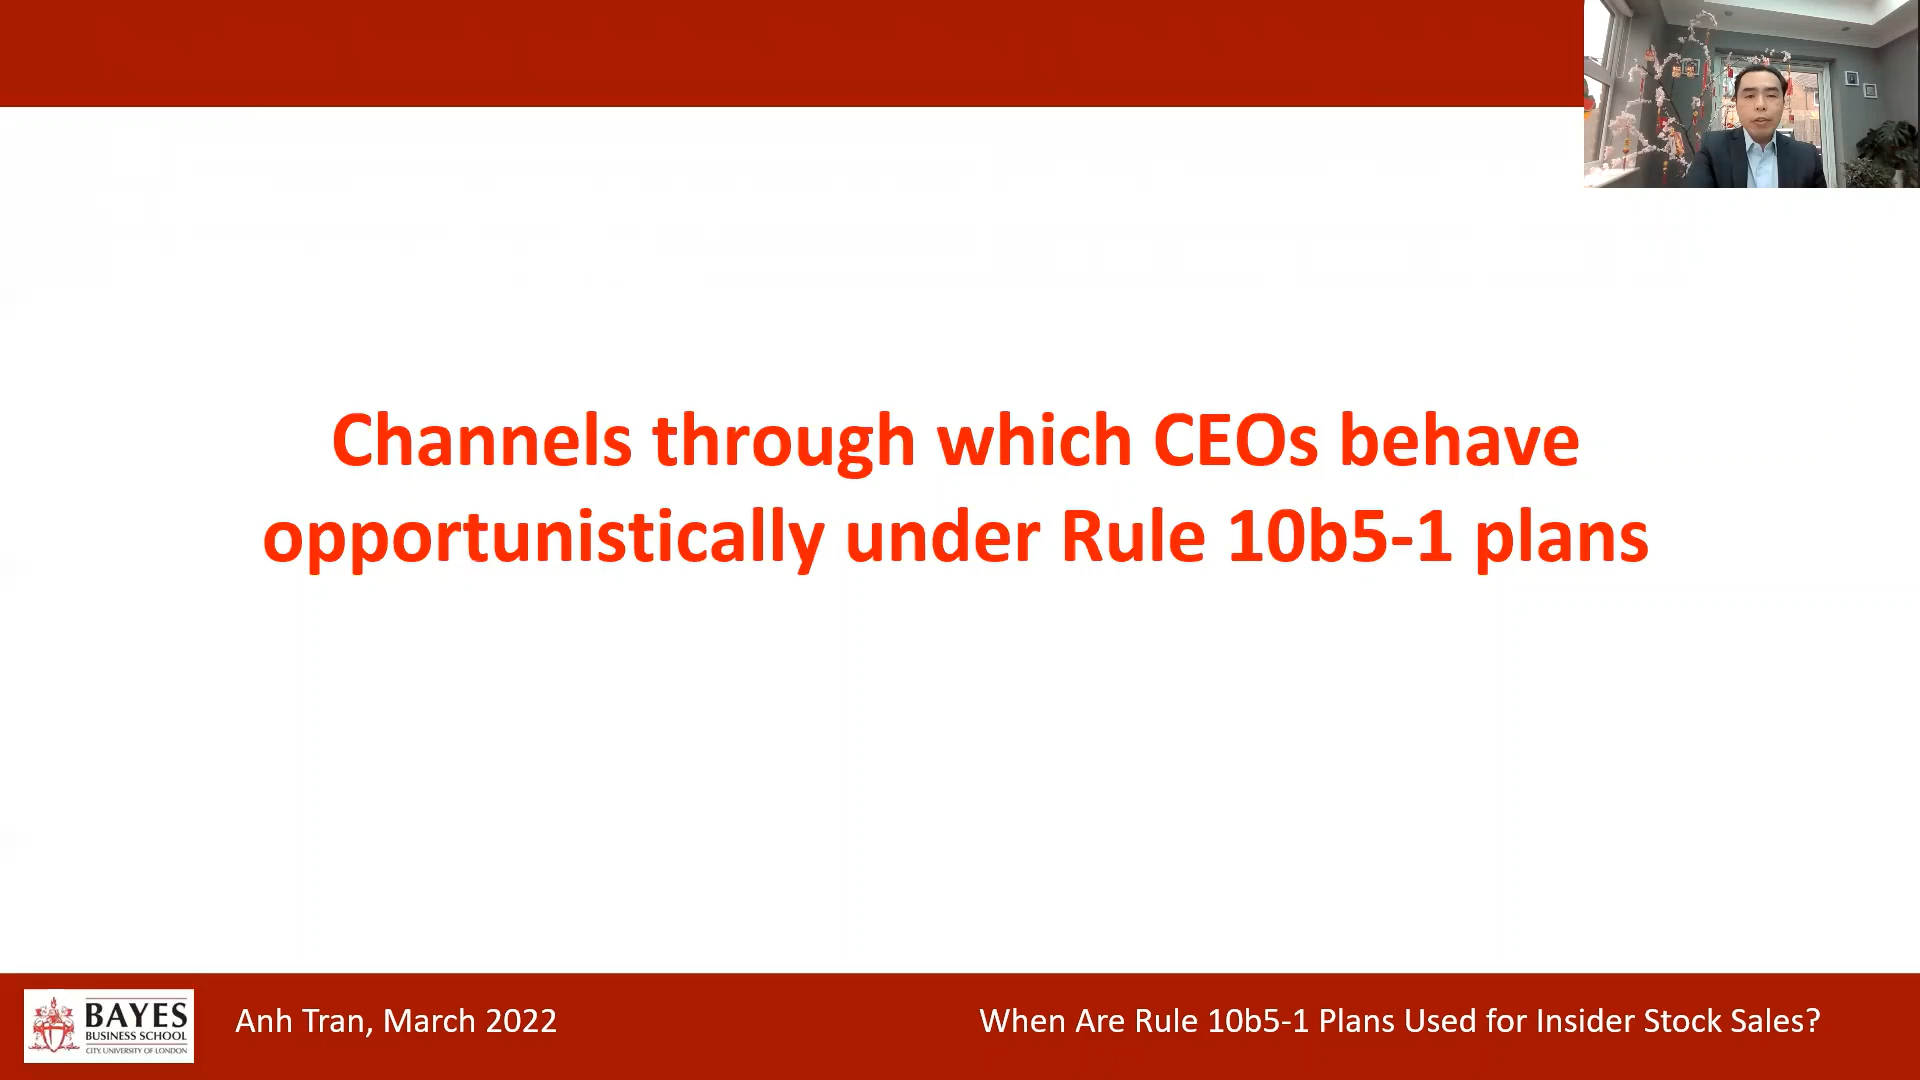 Channels through which CEOs behave
opportunistically under Rule 10b5-1 plans
BAYES
BUSINESS SCHOOL
CITY, UNIVERSITY OF LONDON
Anh Tran, March 2022
When Are Rule 10b5-1 Plans Used for Insider Stock Sales?